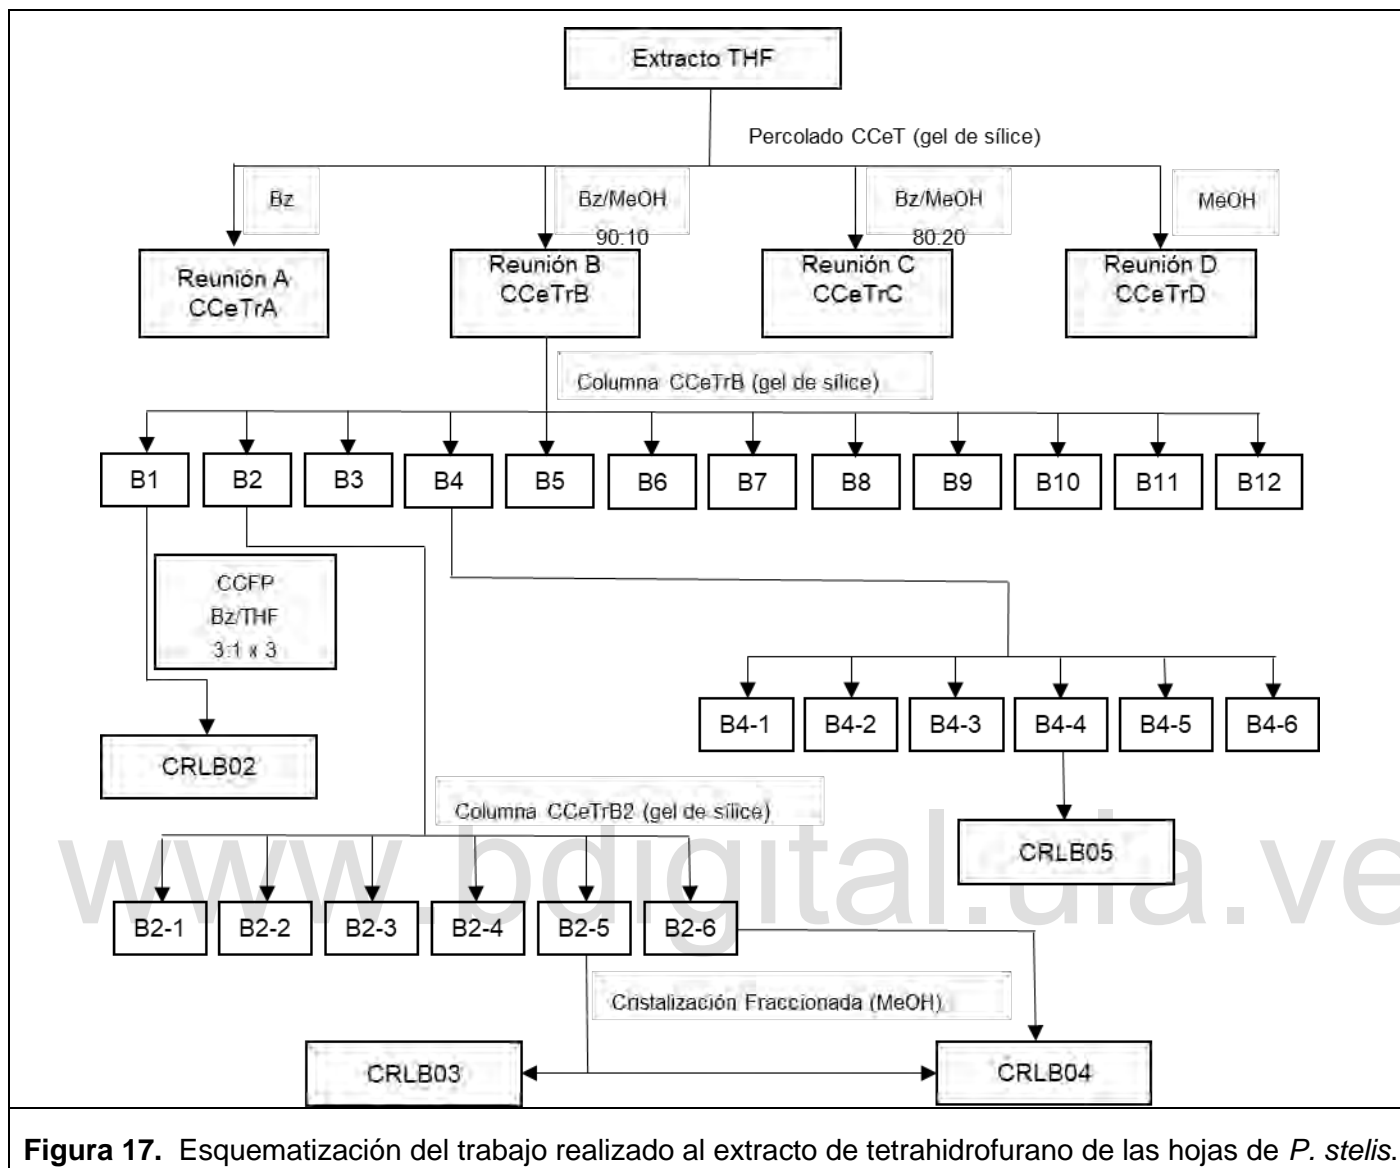 Extracto THF
Percolado CCeT (gel de sílice)
Bz
Bz/MeOH
90:10
Bz/MeOH
80:20
MeOH
Reunión A
CCeTrA
Reunión B
CCeTrB
Reunión C
CCeTrC
Reunión D
CCeTrD
Columna CCeTrB (gel de sílice)
B1 B2 B3 B4 B5 B6 B7 B8 B9 B10 B11 B12
CCFP
Bz/THF
3:1 x 3
B4-1 B4-2 B4-3 B4-4 B4-5 B4-6
CRLB02
Columna CCeTrB2 (gel de sílice)
CRLB05
www.bdigital.ula.ve
B2-1 B2-2 B2-3 B2-4 B2-5 B2-6
Cristalización Fraccionada (MeOH)
CRLB03
CRLB04
Figura 17. Esquematización del trabajo realizado al extracto de tetrahidrofurano de las hojas de P. stelis.